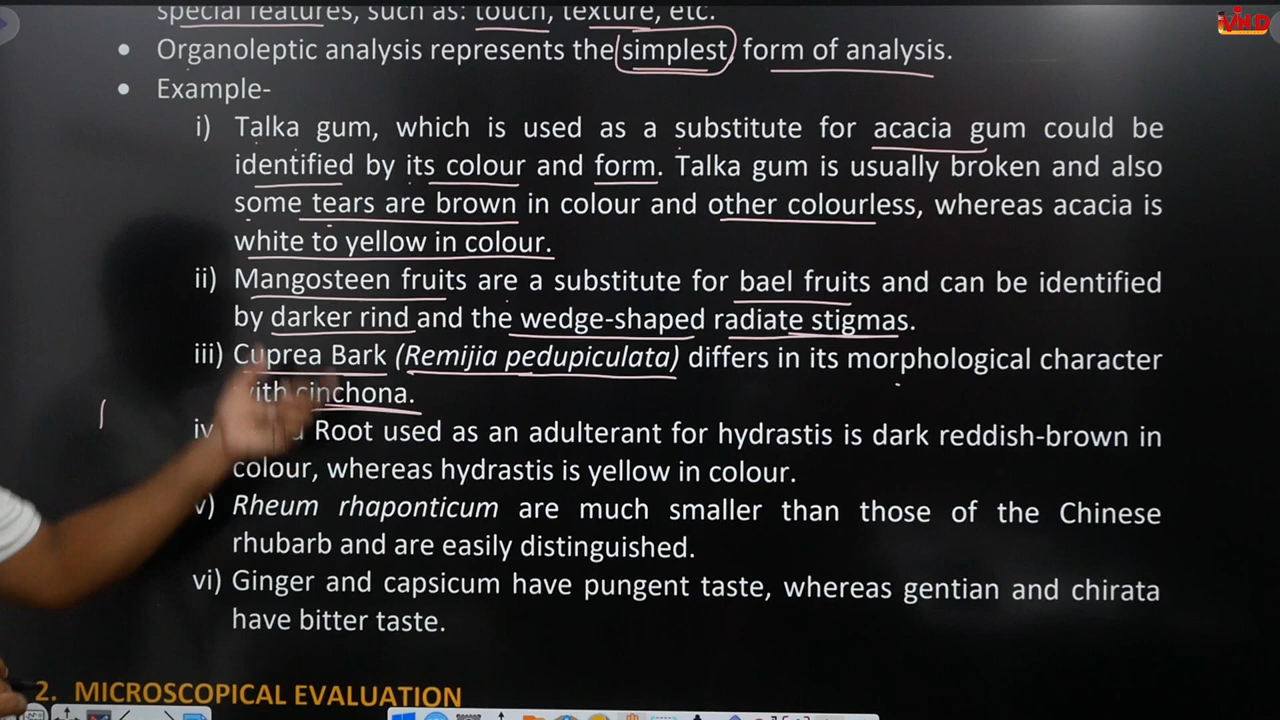 special features, such as: touch, texture, etc.
• Organoleptic analysis represents the simplest form of analysis.
• Example-
i) Talka gum, which is used as a substitute for acacia gum could be
identified by its colour and form. Talka gum is usually broken and also
some tears are brown in colour and other colourless, whereas acacia is
white to yellow in colour.
ii) Mangosteen fruits are a substitute for bael fruits and can be identified
by darker rind and the wedge-shaped radiate stigmas.
iii) Cuprea Bark (Remijia pedupiculata) differs in its morphological character
with cinchona.
iv Root used as an adulterant for hydrastis is dark reddish-brown in
colour, whereas hydrastis is yellow in colour.
v) Rheum rhaponticum are much smaller than those of the Chinese
rhubarb and are easily distinguished.
vi) Ginger and capsicum have pungent taste, whereas gentian and chirata
have bitter taste.
2. MICROSCOPICAL EVALUATION